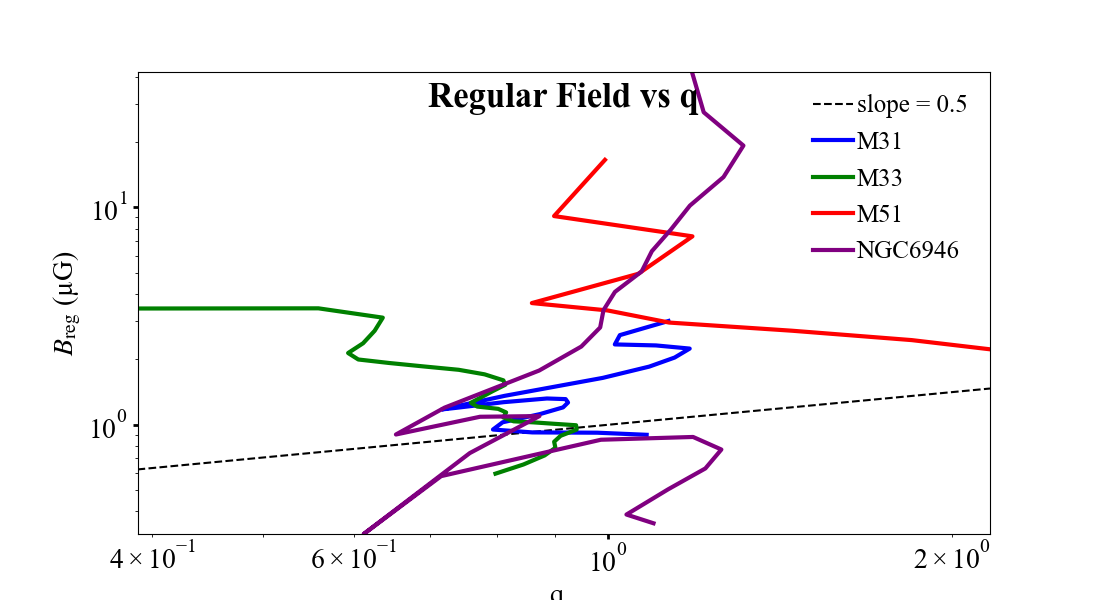 Regular Field vs q
slope = 0.5
M31
M33
M51
NGC6946
B_reg (μG)
10¹
10⁰
4 × 10⁻¹
6 × 10⁻¹
10⁰
2 × 10⁰
q